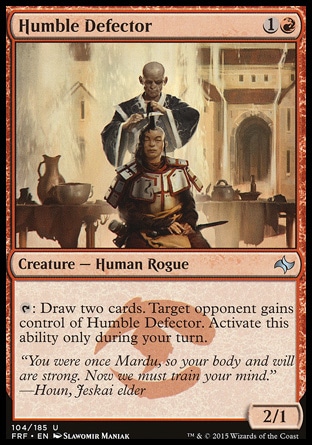 Humble Defector 1
Creature — Human Rogue
: Draw two cards. Target opponent gains
control of Humble Defector. Activate this
ability only during your turn.
“You were once Mardu, so your body and will
are strong. Now we must train your mind.”
—Houn, Jeskai elder
2/1
104/185 U
FRF • EN Slawomir Maniak
™ & © 2015 Wizards of the Coast